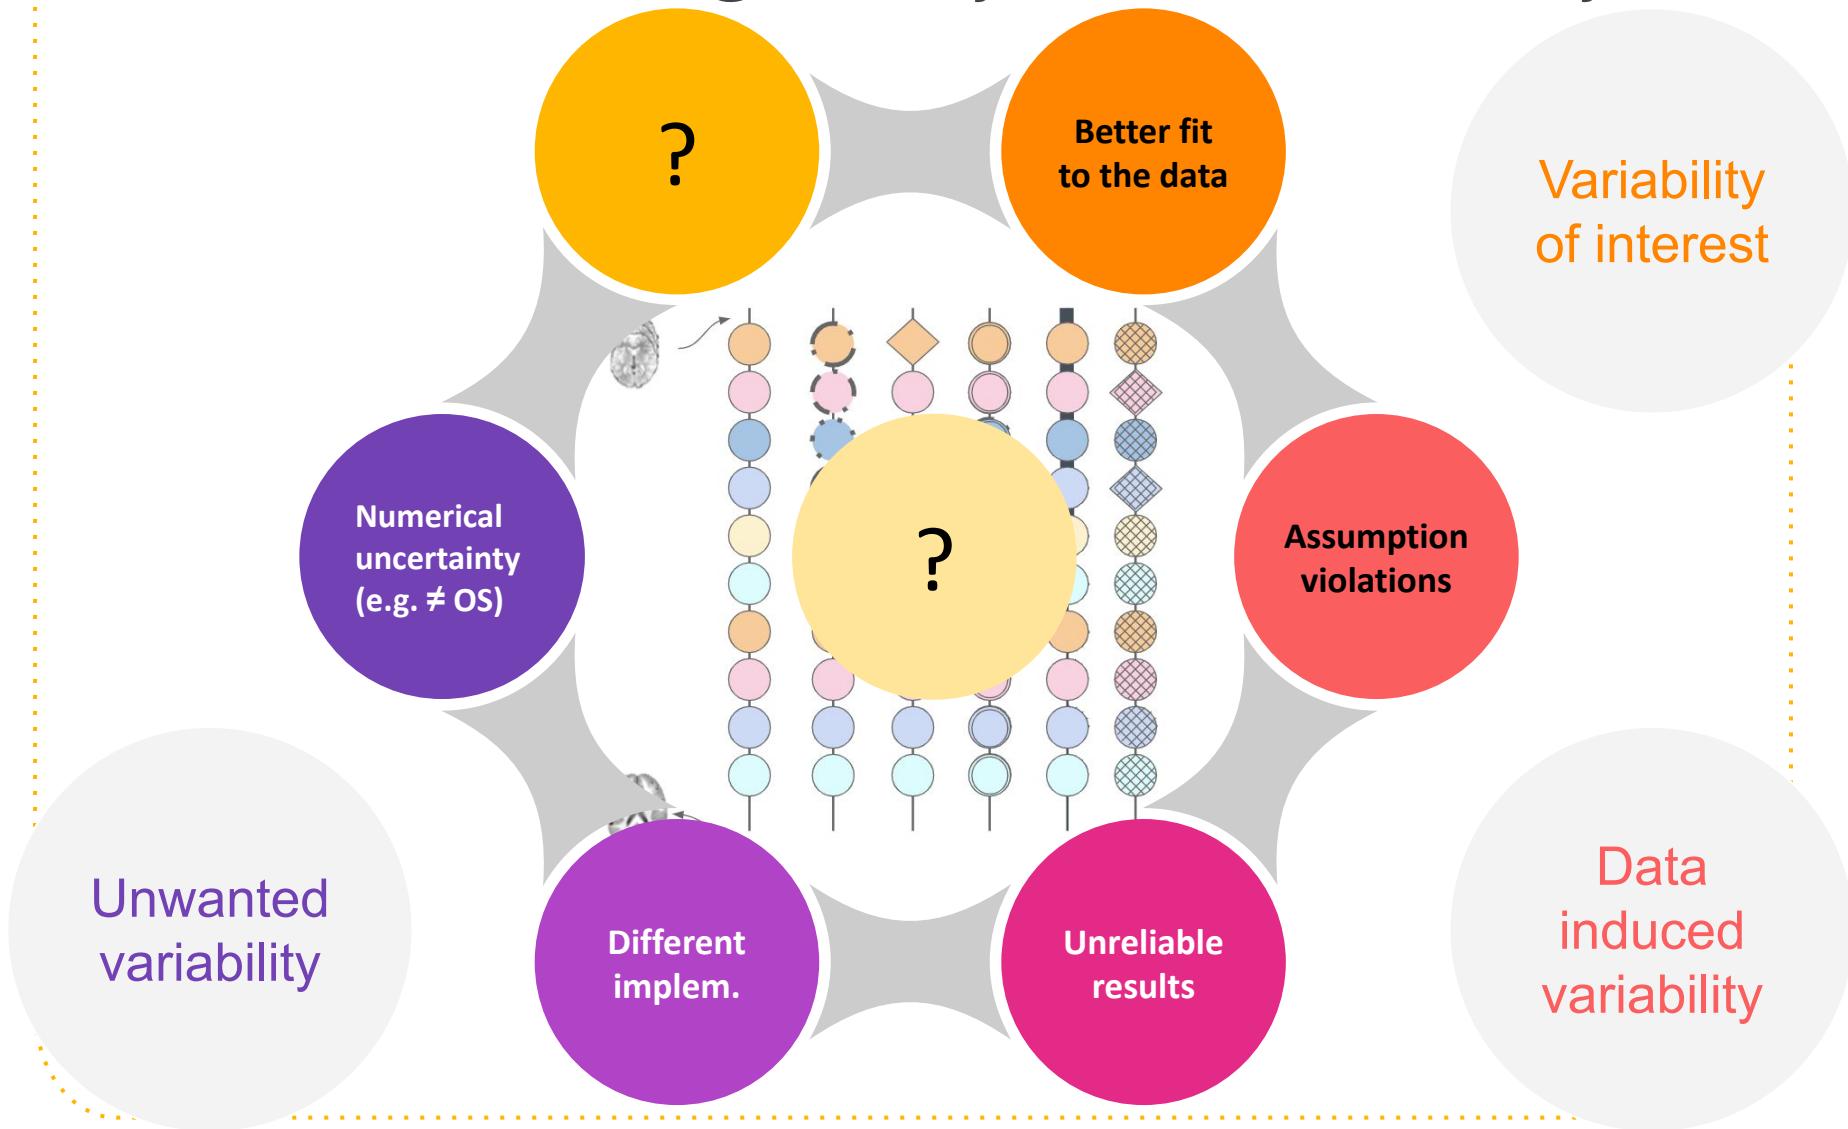 ?
Better fit
to the data
Variability
of interest
Numerical
uncertainty
(e.g. ≠ OS)
?
Assumption
violations
Unwanted
variability
Different
implem.
Unreliable
results
Data
induced
variability